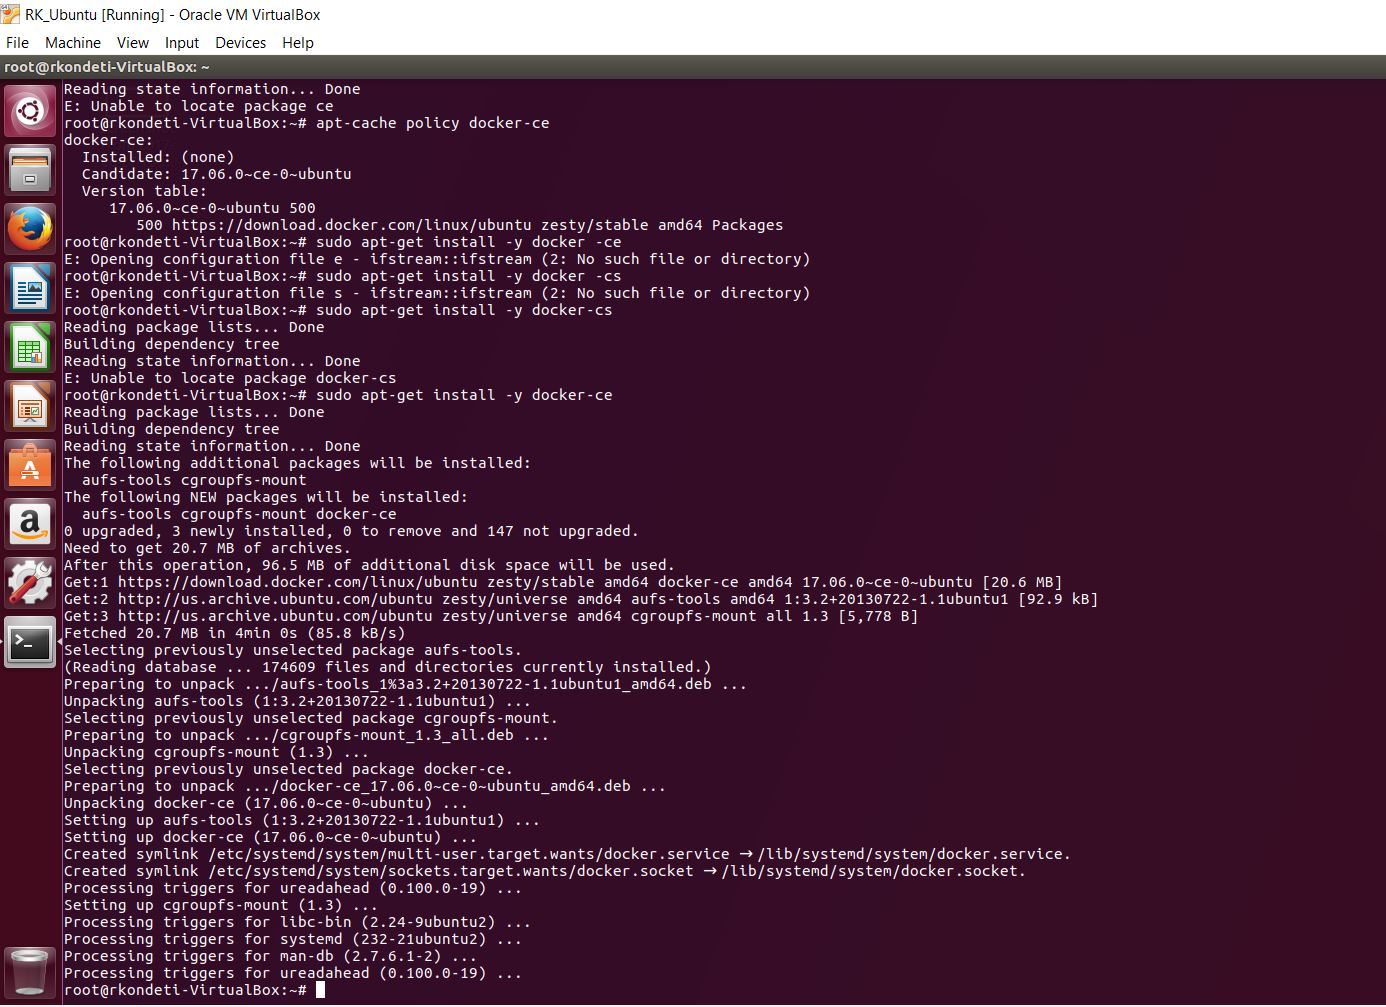 RK_Ubuntu [Running] - Oracle VM VirtualBox
File Machine View Input Devices Help
root@rkondeti-VirtualBox: ~
Reading state information... Done
E: Unable to locate package ce
root@rkondeti-VirtualBox:~# apt-cache policy docker-ce
docker-ce:
  Installed: (none)
  Candidate: 17.06.0~ce-0~ubuntu
  Version table:
     17.06.0~ce-0~ubuntu 500
        500 https://download.docker.com/linux/ubuntu zesty/stable amd64 Packages
root@rkondeti-VirtualBox:~# sudo apt-get install -y docker -ce
E: Opening configuration file e - ifstream::ifstream (2: No such file or directory)
root@rkondeti-VirtualBox:~# sudo apt-get install -y docker -cs
E: Opening configuration file s - ifstream::ifstream (2: No such file or directory)
root@rkondeti-VirtualBox:~# sudo apt-get install -y docker-cs
Reading package lists... Done
Building dependency tree
Reading state information... Done
E: Unable to locate package docker-cs
root@rkondeti-VirtualBox:~# sudo apt-get install -y docker-ce
Reading package lists... Done
Building dependency tree
Reading state information... Done
The following additional packages will be installed:
  aufs-tools cgroupfs-mount
The following NEW packages will be installed:
  aufs-tools cgroupfs-mount docker-ce
0 upgraded, 3 newly installed, 0 to remove and 147 not upgraded.
Need to get 20.7 MB of archives.
After this operation, 96.5 MB of additional disk space will be used.
Get:1 https://download.docker.com/linux/ubuntu zesty/stable amd64 docker-ce amd64 17.06.0~ce-0~ubuntu [20.6 MB]
Get:2 http://us.archive.ubuntu.com/ubuntu zesty/universe amd64 aufs-tools amd64 1:3.2+20130722-1.1ubuntu1 [92.9 kB]
Get:3 http://us.archive.ubuntu.com/ubuntu zesty/universe amd64 cgroupfs-mount all 1.3 [5,778 B]
Fetched 20.7 MB in 4min 0s (85.8 kB/s)
Selecting previously unselected package aufs-tools.
(Reading database ... 174609 files and directories currently installed.)
Preparing to unpack .../aufs-tools_1%3a3.2+20130722-1.1ubuntu1_amd64.deb ...
Unpacking aufs-tools (1:3.2+20130722-1.1ubuntu1) ...
Selecting previously unselected package cgroupfs-mount.
Preparing to unpack .../cgroupfs-mount_1.3_all.deb ...
Unpacking cgroupfs-mount (1.3) ...
Selecting previously unselected package docker-ce.
Preparing to unpack .../docker-ce_17.06.0~ce-0~ubuntu_amd64.deb ...
Unpacking docker-ce (17.06.0~ce-0~ubuntu) ...
Setting up aufs-tools (1:3.2+20130722-1.1ubuntu1) ...
Setting up docker-ce (17.06.0~ce-0~ubuntu) ...
Created symlink /etc/systemd/system/multi-user.target.wants/docker.service → /lib/systemd/system/docker.service.
Created symlink /etc/systemd/system/sockets.target.wants/docker.socket → /lib/systemd/system/docker.socket.
Processing triggers for ureadahead (0.100.0-19) ...
Setting up cgroupfs-mount (1.3) ...
Processing triggers for libc-bin (2.24-9ubuntu2) ...
Processing triggers for systemd (232-21ubuntu2) ...
Processing triggers for man-db (2.7.6.1-2) ...
Processing triggers for ureadahead (0.100.0-19) ...
root@rkondeti-VirtualBox:~#